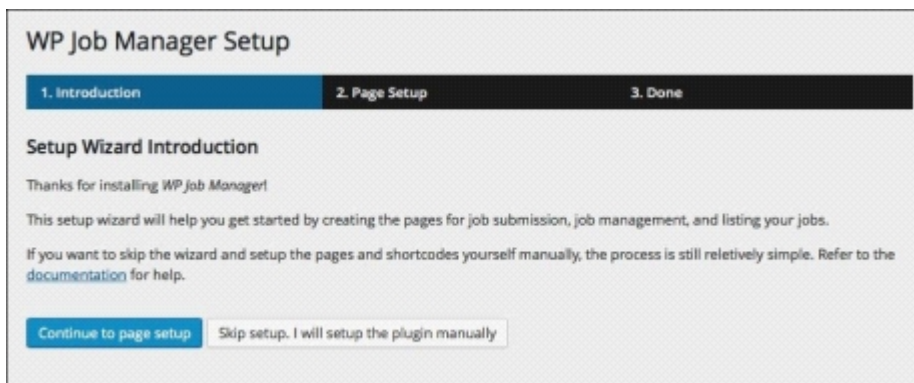 WP Job Manager Setup
1. Introduction 2. Page Setup 3. Done
Setup Wizard Introduction
Thanks for installing WP Job Manager!
This setup wizard will help you get started by creating the pages for job submission, job management, and listing your jobs.
If you want to skip the wizard and setup the pages and shortcodes yourself manually, the process is still reletively simple. Refer to the
documentation for help.
Continue to page setup Skip setup. I will setup the plugin manually